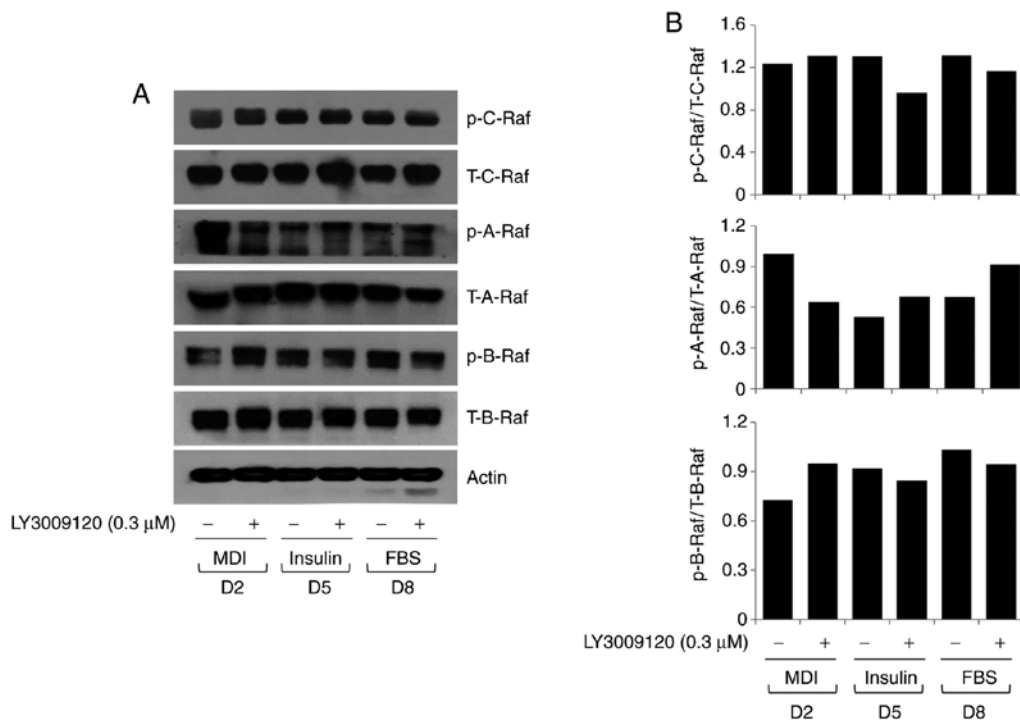 A
p-C-Raf
T-C-Raf
p-A-Raf
T-A-Raf
p-B-Raf
T-B-Raf
Actin
LY3009120 (0.3 μM) − + − + − +
MDI Insulin FBS
D2 D5 D8
B
p-C-Raf/T-C-Raf
1.6
1.2
0.8
0.4
0
p-A-Raf/T-A-Raf
1.2
0.9
0.6
0.3
0
p-B-Raf/T-B-Raf
1.2
0.9
0.6
0.3
0
LY3009120 (0.3 μM) − + − + − +
MDI Insulin FBS
D2 D5 D8